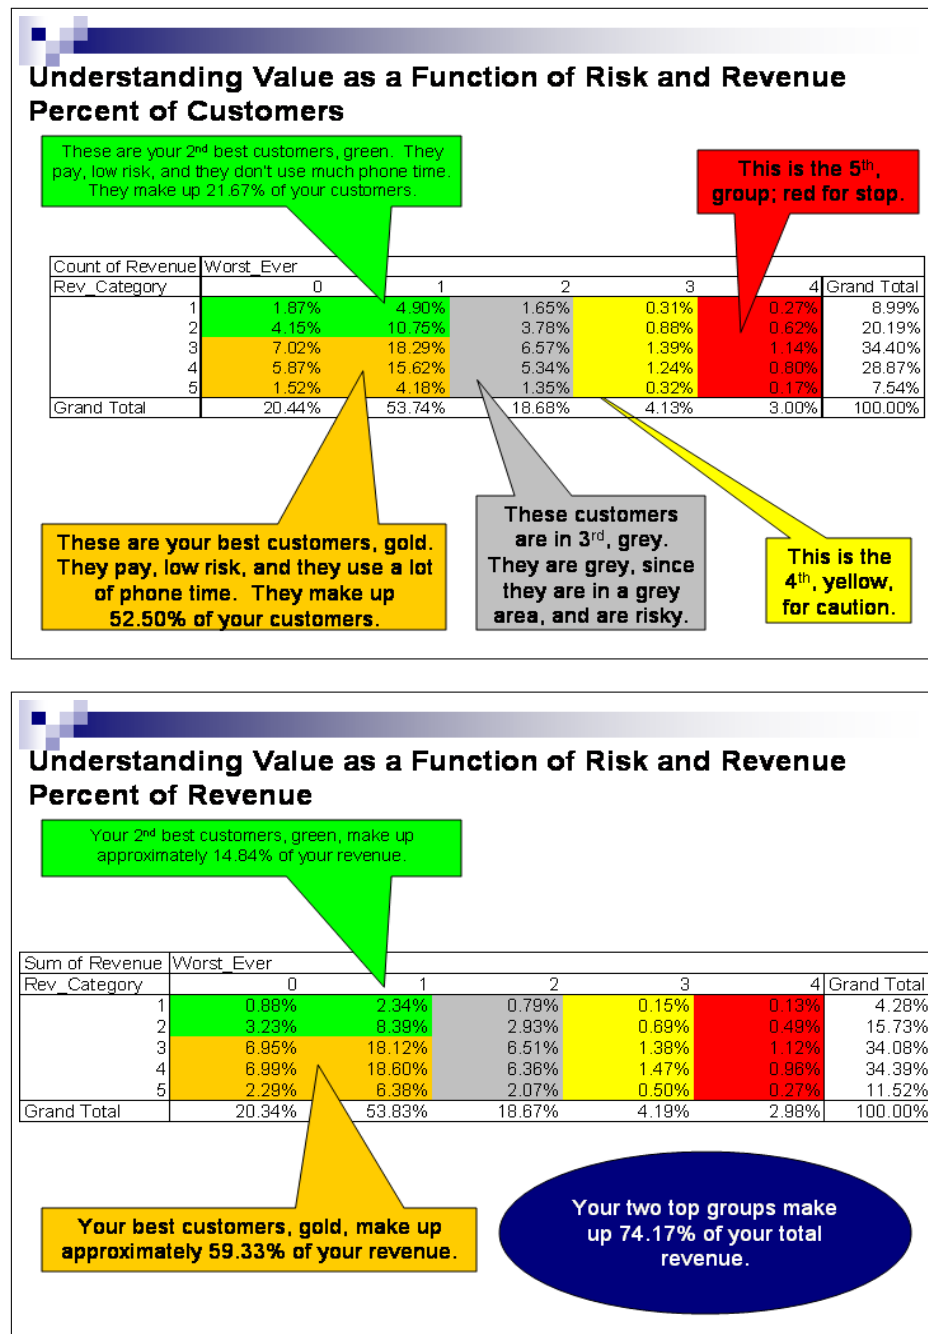 Understanding Value as a Function of Risk and Revenue
Percent of Customers
These are your 2nd best customers, green. They
pay, low risk, and they don't use much phone time.
They make up 21.67% of your customers.
This is the 5th,
group; red for stop.
Count of Revenue Worst_Ever
Rev_Category 0 1 2 3 4 Grand Total
1 1.87% 4.90% 1.65% 0.31% 0.27% 8.99%
2 4.15% 10.75% 3.78% 0.88% 0.62% 20.19%
3 7.02% 18.29% 6.57% 1.39% 1.14% 34.40%
4 5.87% 15.62% 5.34% 1.24% 0.80% 28.87%
5 1.52% 4.18% 1.35% 0.32% 0.17% 7.54%
Grand Total 20.44% 53.74% 18.68% 4.13% 3.00% 100.00%
These are your best customers, gold.
They pay, low risk, and they use a lot
of phone time. They make up
52.50% of your customers.
These customers
are in 3rd, grey.
They are grey, since
they are in a grey
area, and are risky.
This is the
4th, yellow,
for caution.
Understanding Value as a Function of Risk and Revenue
Percent of Revenue
Your 2nd best customers, green, make up
approximately 14.84% of your revenue.
Sum of Revenue Worst_Ever
Rev_Category 0 1 2 3 4 Grand Total
1 0.88% 2.34% 0.79% 0.15% 0.13% 4.28%
2 3.23% 8.39% 2.93% 0.69% 0.49% 15.73%
3 6.95% 18.12% 6.51% 1.38% 1.12% 34.08%
4 6.99% 18.60% 6.36% 1.47% 0.96% 34.39%
5 2.29% 6.38% 2.07% 0.50% 0.27% 11.52%
Grand Total 20.34% 53.83% 18.67% 4.19% 2.98% 100.00%
Your best customers, gold, make up
approximately 59.33% of your revenue.
Your two top groups make
up 74.17% of your total
revenue.